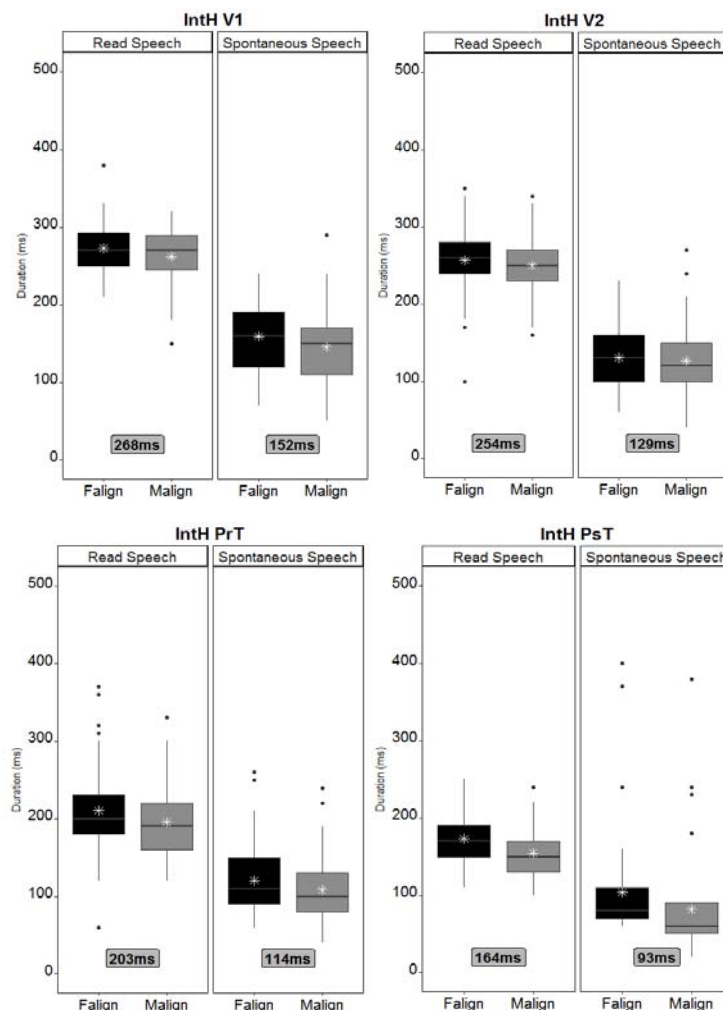 IntH V1
Read Speech Spontaneous Speech
500
400
300
200
100
0
Duration (ms)
268ms 152ms
Falign Malign Falign Malign
IntH V2
Read Speech Spontaneous Speech
500
400
300
200
100
0
Duration (ms)
254ms 129ms
Falign Malign Falign Malign
IntH PrT
Read Speech Spontaneous Speech
500
400
300
200
100
0
Duration (ms)
203ms 114ms
Falign Malign Falign Malign
IntH PsT
Read Speech Spontaneous Speech
500
400
300
200
100
0
Duration (ms)
164ms 93ms
Falign Malign Falign Malign